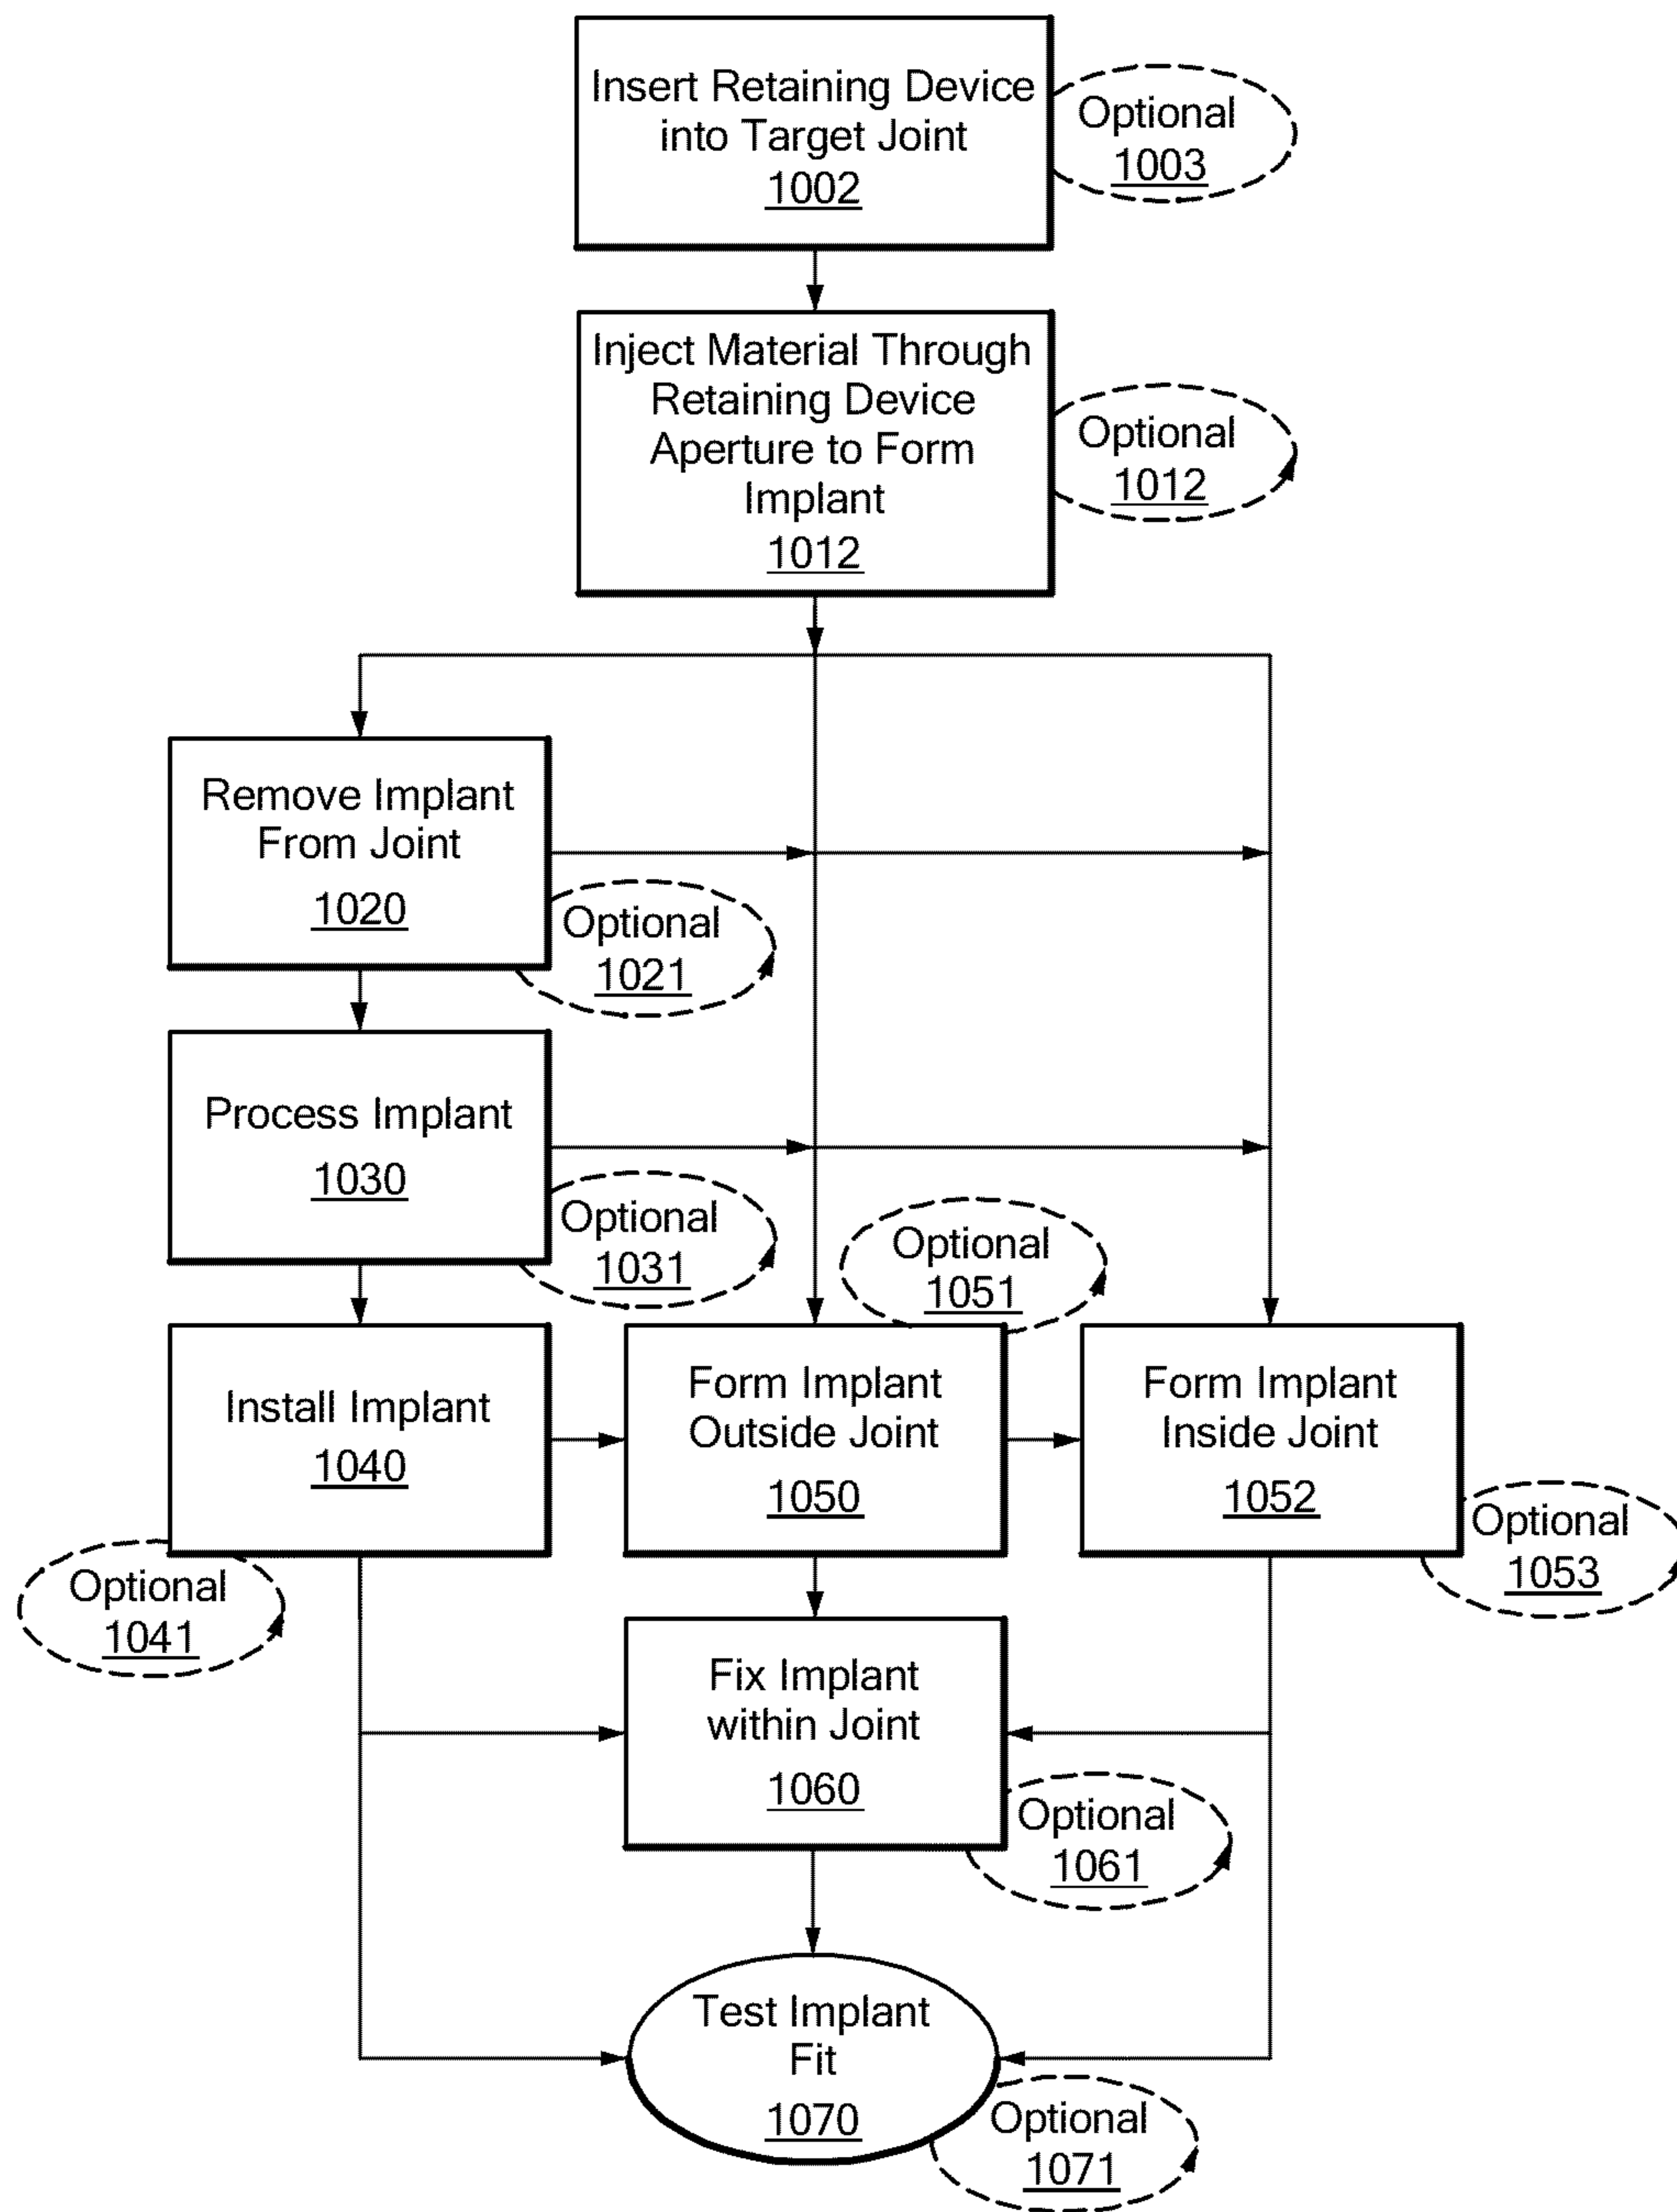 Insert Retaining Device
into Target Joint
1002
Optional
1003
Inject Material Through
Retaining Device
Aperture to Form
Implant
1012
Optional
1012
Remove Implant
From Joint
1020
Optional
1021
Process Implant
1030
Optional
1031
Optional
1051
Install Implant
1040
Optional
1041
Form Implant
Outside Joint
1050
Form Implant
Inside Joint
1052
Optional
1053
Fix Implant
within Joint
1060
Optional
1061
Test Implant
Fit
1070
Optional
1071